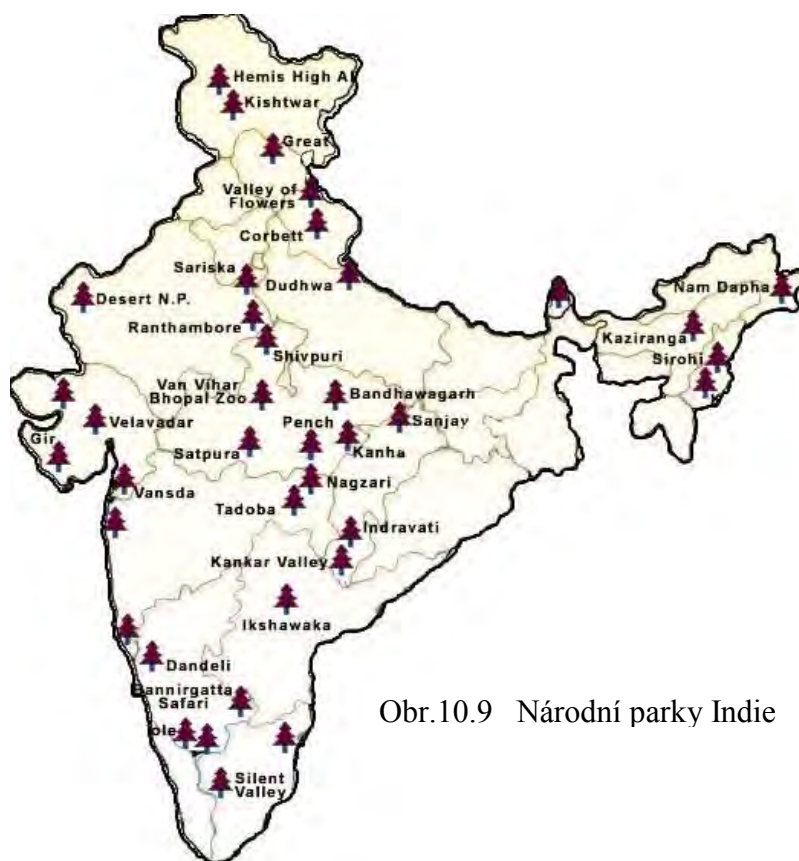 Hemis High Al
Kishtwar
Great
Valley of
Flowers
Corbett
Sariska
Dudhwa
Desert N.P.
Nam Dapha
Ranthambore
Kaziranga
Shivpuri
Sirohi
Van Vihar
Bhopal Zoo
Bandhawagarh
Velavadar
Pench
Sanjay
Gir
Satpura
Kanha
Vansda
Nagzari
Tadoba
Indravati
Kankar Valley
Ikshawaka
Dandeli
Bannirgatta
Safari
Obr.10.9 Národní parky Indie
ole
Silent
Valley